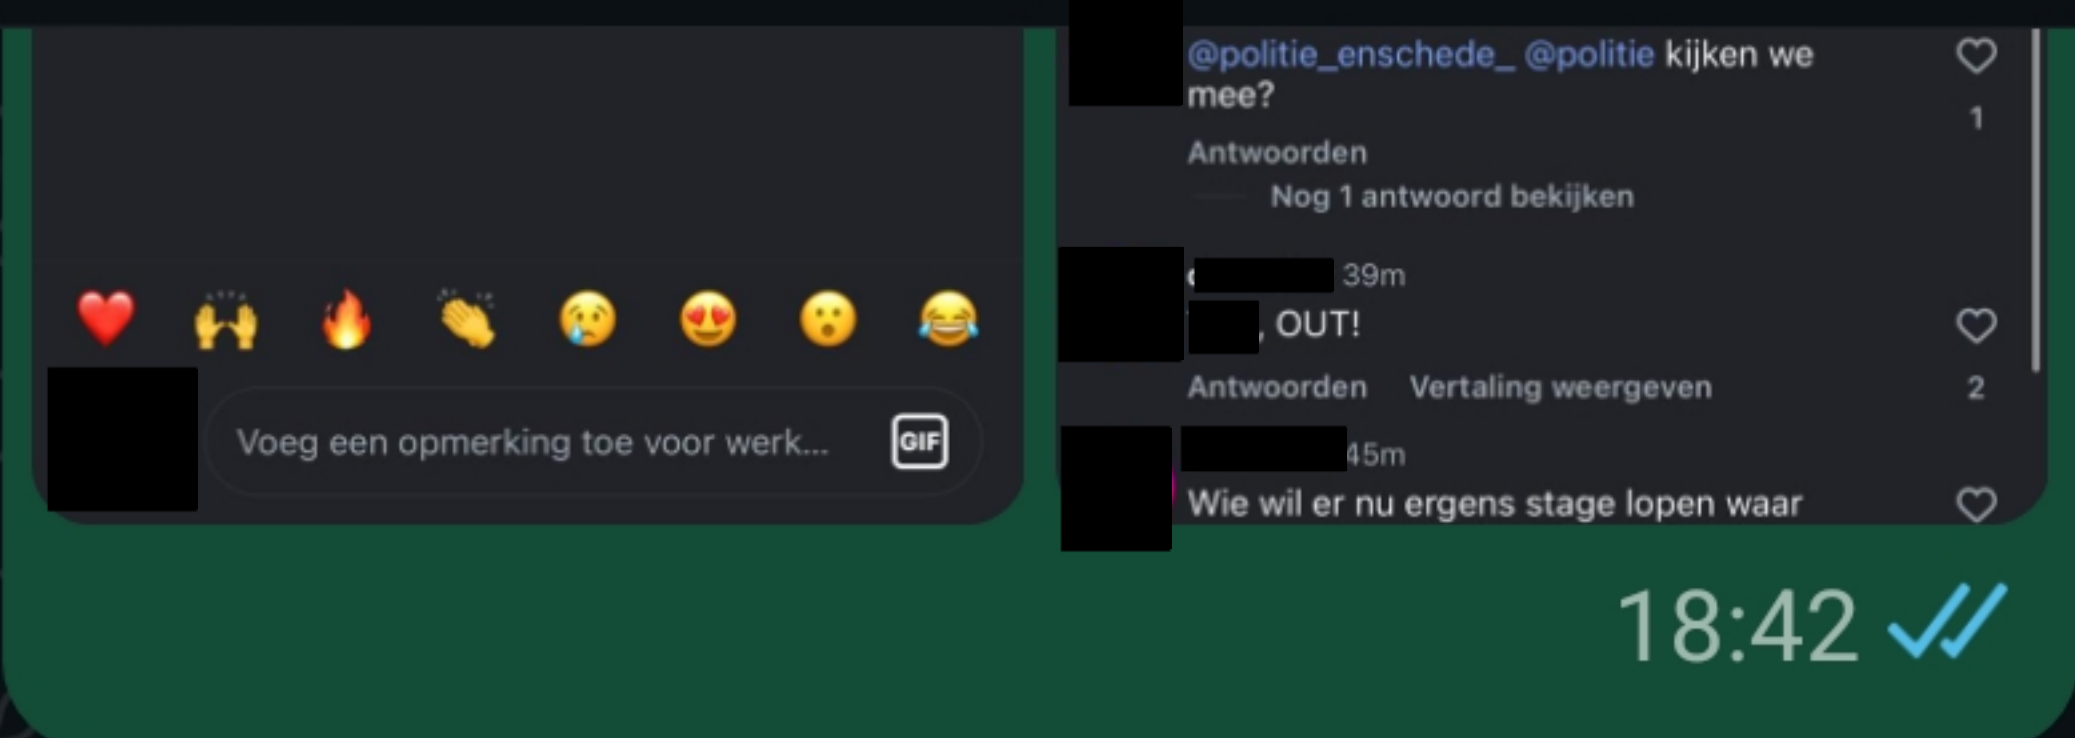 @politie_enschede_ @politie kijken we
mee?
1
Antwoorden
Nog 1 antwoord bekijken
39m
, OUT!
Antwoorden Vertaling weergeven
2
45m
Wie wil er nu ergens stage lopen waar
Voeg een opmerking toe voor werk...
GIF
18:42